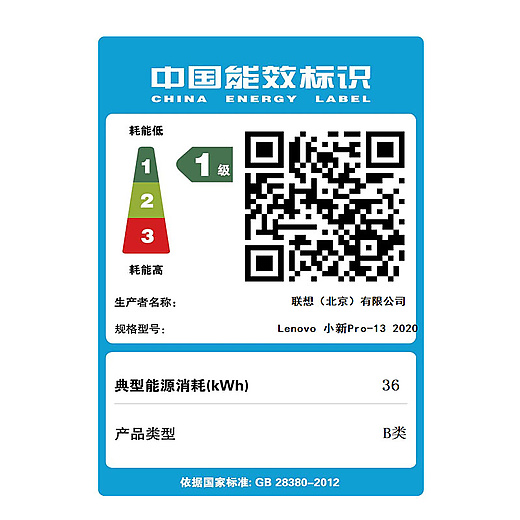 中国能效标识
CHINA ENERGY LABEL
耗能低
1
1级
2
3
耗能高
生产者名称： 联想（北京）有限公司
规格型号： Lenovo 小新Pro-13 2020
典型能源消耗(kWh) 36
产品类型 B类
依据国家标准: GB 28380-2012